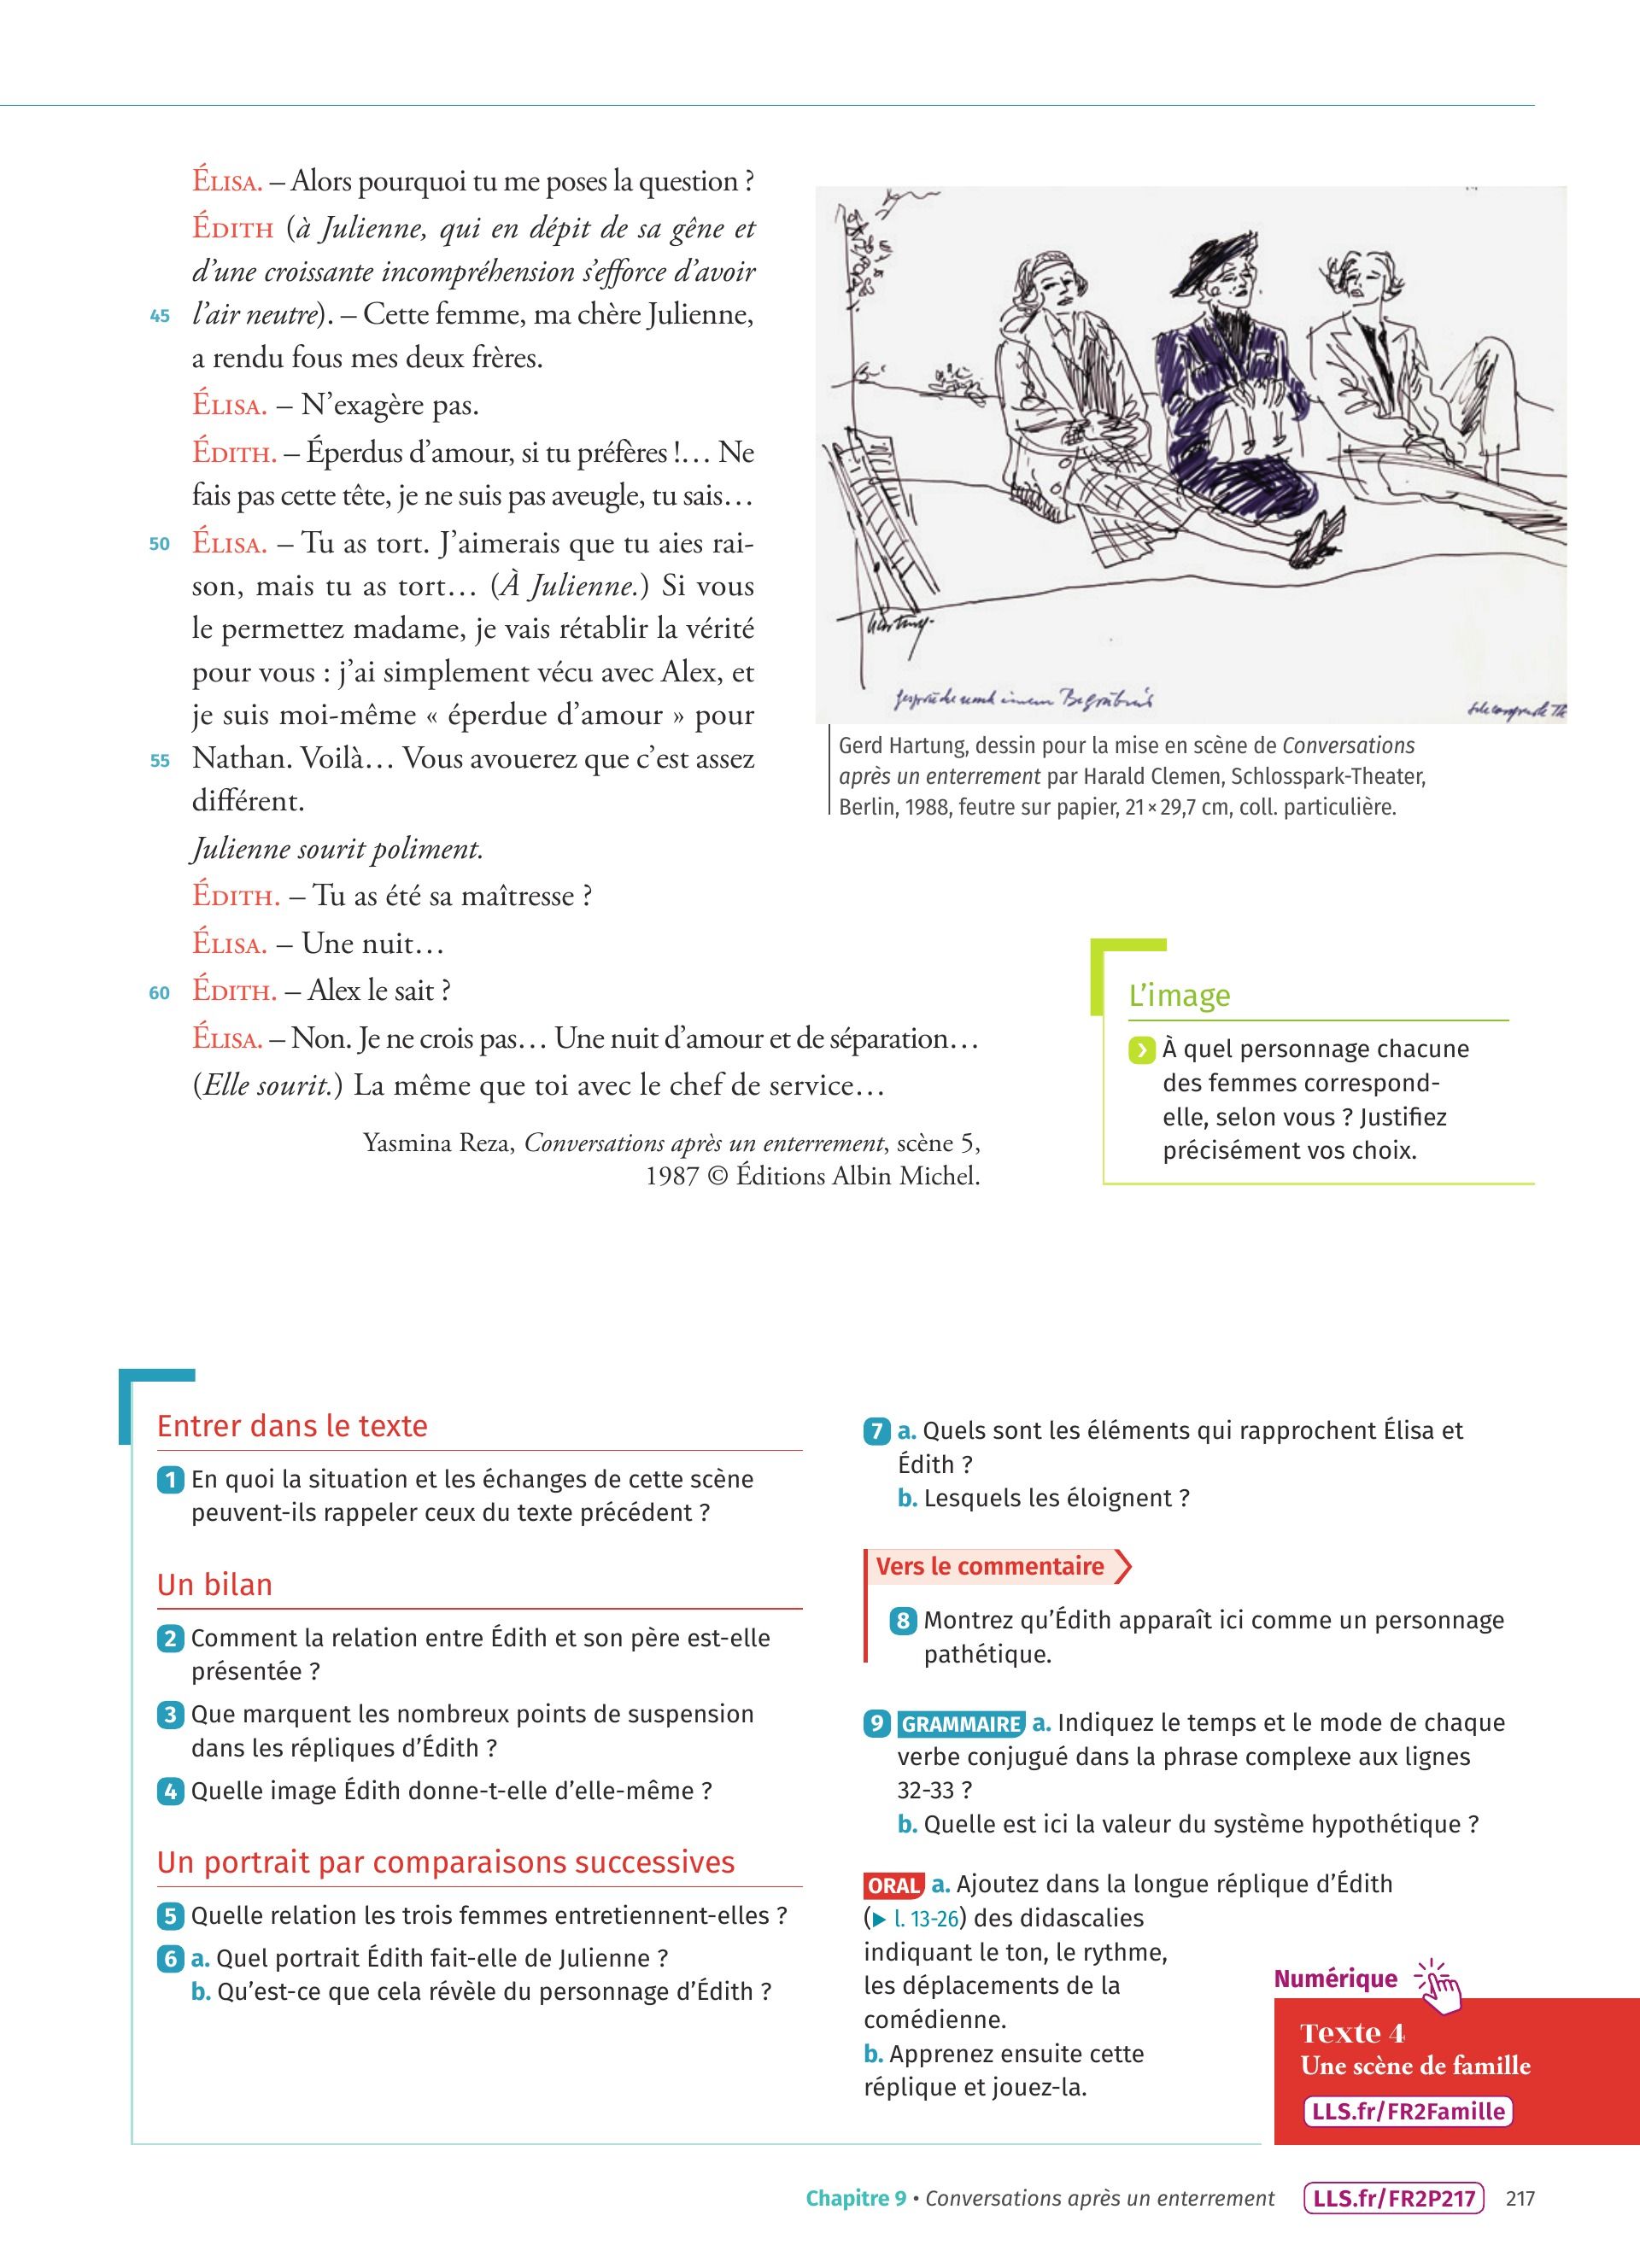 ÉLISA. – Alors pourquoi tu me poses la question ?
ÉDITH (à Julienne, qui en dépit de sa gêne et
d’une croissante incompréhension s’efforce d’avoir
45 l’air neutre). – Cette femme, ma chère Julienne,
a rendu fous mes deux frères.
ÉLISA. – N’exagère pas.
ÉDITH. – Éperdus d’amour, si tu préfères !… Ne
fais pas cette tête, je ne suis pas aveugle, tu sais…
50 ÉLISA. – Tu as tort. J’aimerais que tu aies rai-
son, mais tu as tort… (À Julienne.) Si vous
le permettez madame, je vais rétablir la vérité
pour vous : j’ai simplement vécu avec Alex, et
je suis moi-même « éperdue d’amour » pour
55 Nathan. Voilà… Vous avouerez que c’est assez
différent.
Julienne sourit poliment.
ÉDITH. – Tu as été sa maîtresse ?
ÉLISA. – Une nuit…
60 ÉDITH. – Alex le sait ?
ÉLISA. – Non. Je ne crois pas… Une nuit d’amour et de séparation…
(Elle sourit.) La même que toi avec le chef de service…
Yasmina Reza, Conversations après un enterrement, scène 5,
1987 © Éditions Albin Michel.
Hartung
Gespräche nach einem Begräbnis
Gerd Hartung, dessin pour la mise en scène de Conversations
après un enterrement par Harald Clemen, Schlosspark-Theater,
Berlin, 1988, feutre sur papier, 21 × 29,7 cm, coll. particulière.
L’image
À quel personnage chacune
des femmes correspond-
elle, selon vous ? Justifiez
précisément vos choix.
Entrer dans le texte
1 En quoi la situation et les échanges de cette scène
peuvent-ils rappeler ceux du texte précédent ?
Un bilan
2 Comment la relation entre Édith et son père est-elle
présentée ?
3 Que marquent les nombreux points de suspension
dans les répliques d’Édith ?
4 Quelle image Édith donne-t-elle d’elle-même ?
Un portrait par comparaisons successives
5 Quelle relation les trois femmes entretiennent-elles ?
6 a. Quel portrait Édith fait-elle de Julienne ?
b. Qu’est-ce que cela révèle du personnage d’Édith ?
7 a. Quels sont les éléments qui rapprochent Élisa et
Édith ?
b. Lesquels les éloignent ?
Vers le commentaire
8 Montrez qu’Édith apparaît ici comme un personnage
pathétique.
9 GRAMMAIRE a. Indiquez le temps et le mode de chaque
verbe conjugué dans la phrase complexe aux lignes
32-33 ?
b. Quelle est ici la valeur du système hypothétique ?
ORAL a. Ajoutez dans la longue réplique d’Édith
(▶ l. 13-26) des didascalies
indiquant le ton, le rythme,
les déplacements de la
comédienne.
b. Apprenez ensuite cette
réplique et jouez-la.
Numérique
Texte 4
Une scène de famille
LLS.fr/FR2Famille
Chapitre 9 • Conversations après un enterrement LLS.fr/FR2P217 217